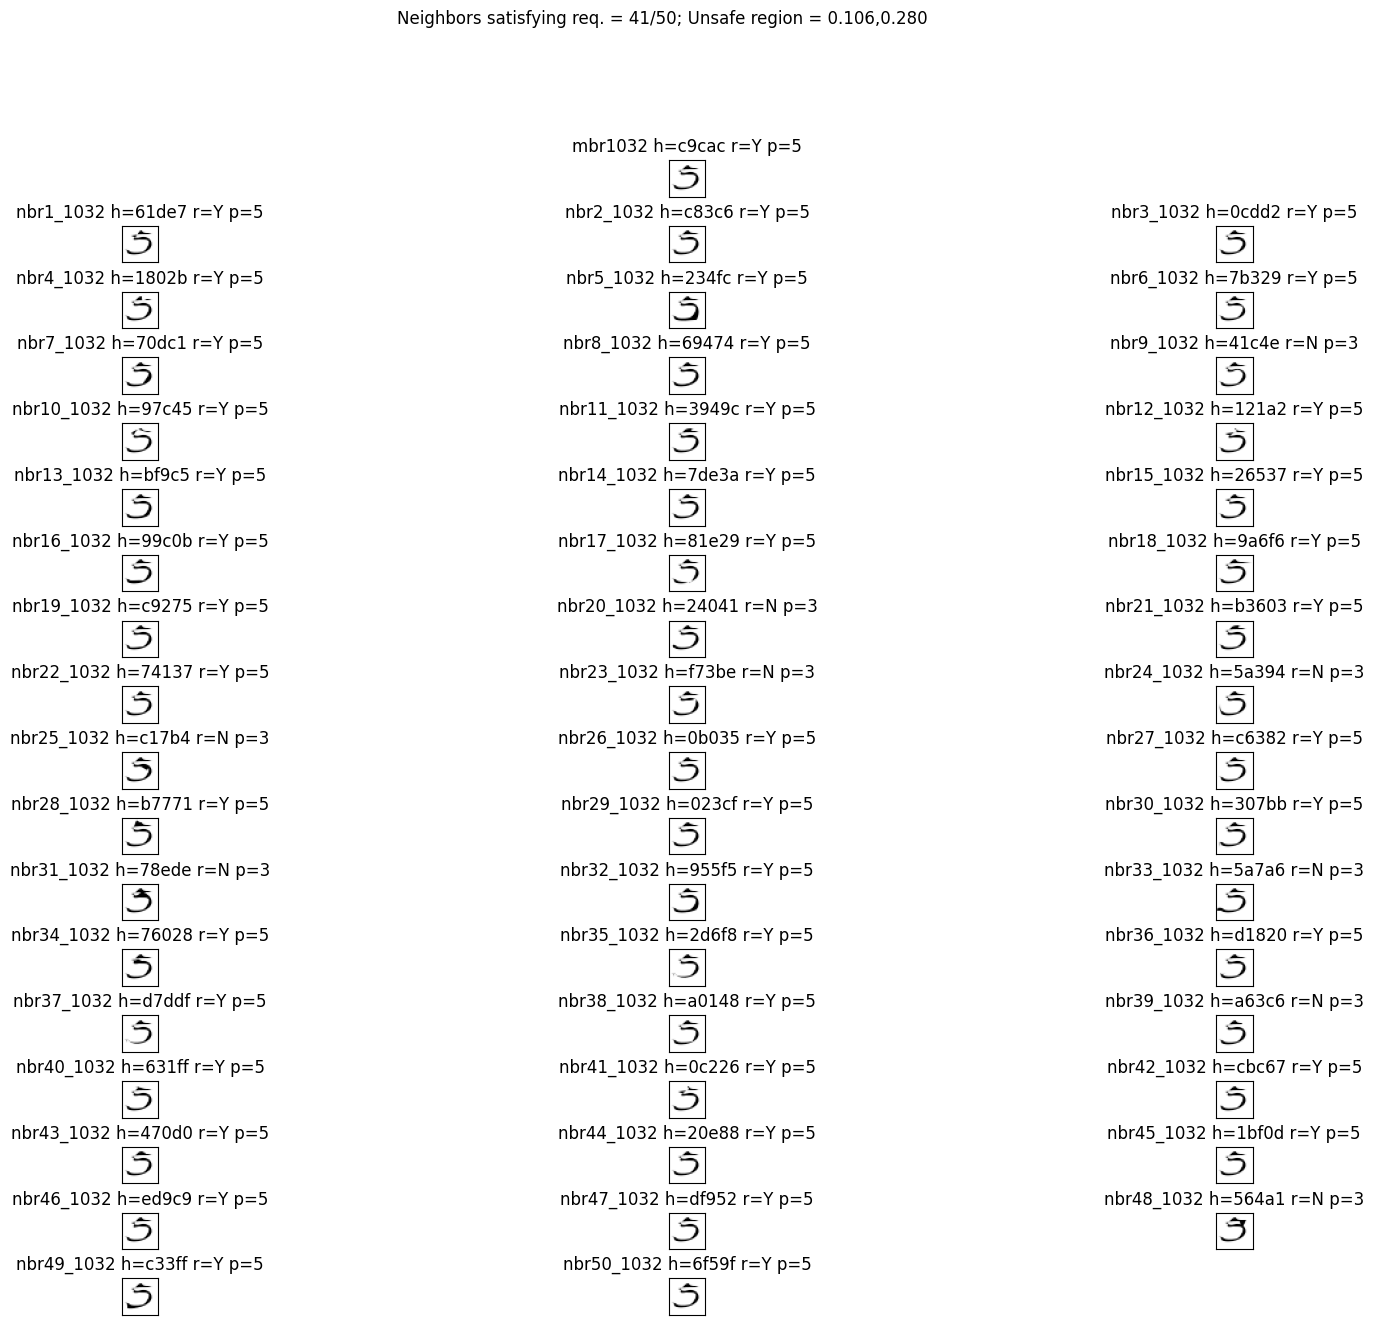 Neighbors satisfying req. = 41/50; Unsafe region = 0.106,0.280
mbr1032 h=c9cac r=Y p=5
nbr1_1032 h=61de7 r=Y p=5 nbr2_1032 h=c83c6 r=Y p=5 nbr3_1032 h=0cdd2 r=Y p=5
nbr4_1032 h=1802b r=Y p=5 nbr5_1032 h=234fc r=Y p=5 nbr6_1032 h=7b329 r=Y p=5
nbr7_1032 h=70dc1 r=Y p=5 nbr8_1032 h=69474 r=Y p=5 nbr9_1032 h=41c4e r=N p=3
nbr10_1032 h=97c45 r=Y p=5 nbr11_1032 h=3949c r=Y p=5 nbr12_1032 h=121a2 r=Y p=5
nbr13_1032 h=bf9c5 r=Y p=5 nbr14_1032 h=7de3a r=Y p=5 nbr15_1032 h=26537 r=Y p=5
nbr16_1032 h=99c0b r=Y p=5 nbr17_1032 h=81e29 r=Y p=5 nbr18_1032 h=9a6f6 r=Y p=5
nbr19_1032 h=c9275 r=Y p=5 nbr20_1032 h=24041 r=N p=3 nbr21_1032 h=b3603 r=Y p=5
nbr22_1032 h=74137 r=Y p=5 nbr23_1032 h=f73be r=N p=3 nbr24_1032 h=5a394 r=N p=3
nbr25_1032 h=c17b4 r=N p=3 nbr26_1032 h=0b035 r=Y p=5 nbr27_1032 h=c6382 r=Y p=5
nbr28_1032 h=b7771 r=Y p=5 nbr29_1032 h=023cf r=Y p=5 nbr30_1032 h=307bb r=Y p=5
nbr31_1032 h=78ede r=N p=3 nbr32_1032 h=955f5 r=Y p=5 nbr33_1032 h=5a7a6 r=N p=3
nbr34_1032 h=76028 r=Y p=5 nbr35_1032 h=2d6f8 r=Y p=5 nbr36_1032 h=d1820 r=Y p=5
nbr37_1032 h=d7ddf r=Y p=5 nbr38_1032 h=a0148 r=Y p=5 nbr39_1032 h=a63c6 r=N p=3
nbr40_1032 h=631ff r=Y p=5 nbr41_1032 h=0c226 r=Y p=5 nbr42_1032 h=cbc67 r=Y p=5
nbr43_1032 h=470d0 r=Y p=5 nbr44_1032 h=20e88 r=Y p=5 nbr45_1032 h=1bf0d r=Y p=5
nbr46_1032 h=ed9c9 r=Y p=5 nbr47_1032 h=df952 r=Y p=5 nbr48_1032 h=564a1 r=N p=3
nbr49_1032 h=c33ff r=Y p=5 nbr50_1032 h=6f59f r=Y p=5